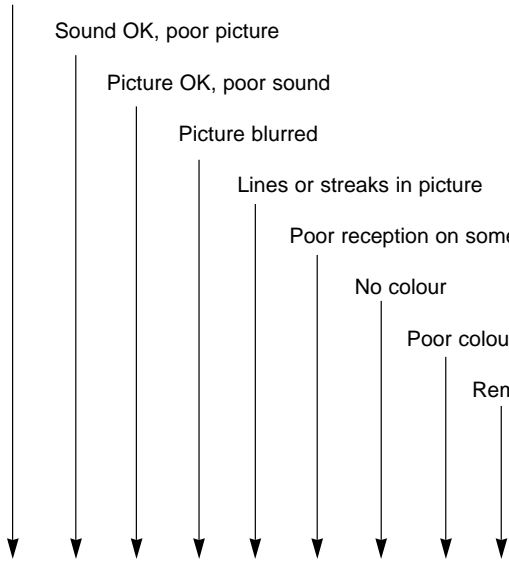 Sound OK, poor picture
Picture OK, poor sound
Picture blurred
Lines or streaks in picture
Poor reception on some
No colour
Poor colou
Rem